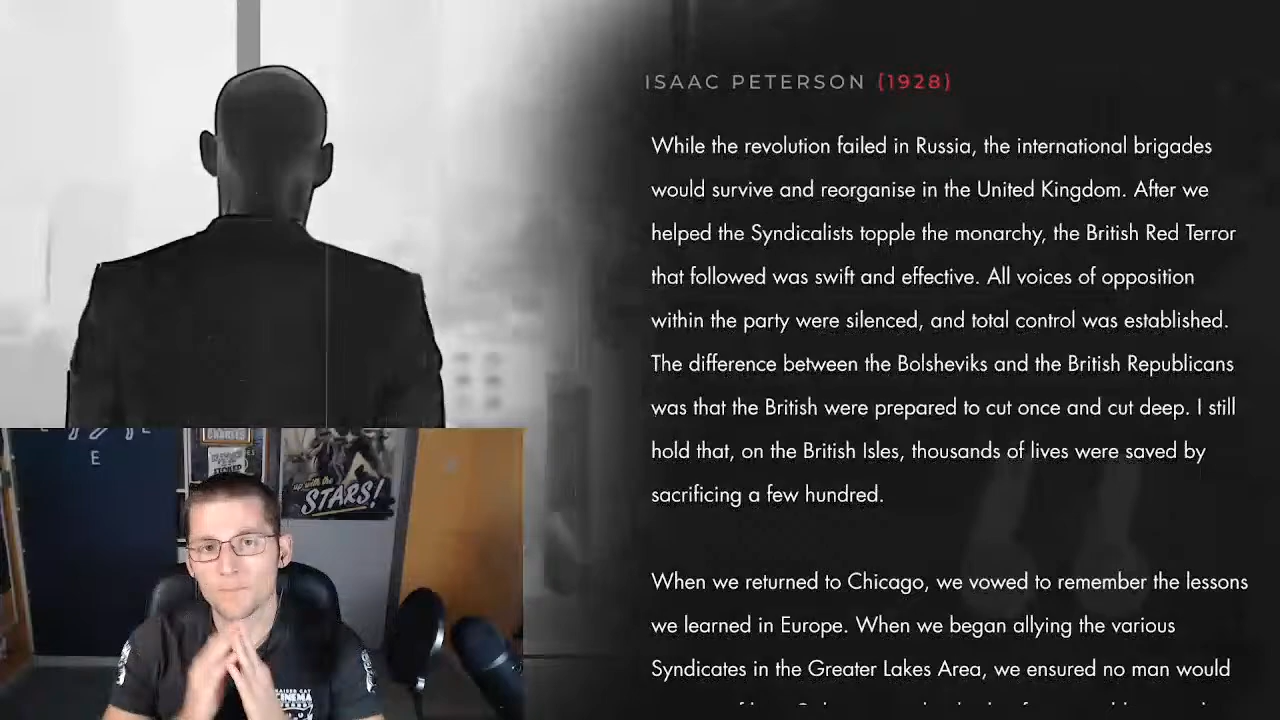 ISAAC PETERSON (1928)
While the revolution failed in Russia, the international brigades
would survive and reorganise in the United Kingdom. After we
helped the Syndicalists topple the monarchy, the British Red Terror
that followed was swift and effective. All voices of opposition
within the party were silenced, and total control was established.
The difference between the Bolsheviks and the British Republicans
was that the British were prepared to cut once and cut deep. I still
hold that, on the British Isles, thousands of lives were saved by
sacrificing a few hundred.
When we returned to Chicago, we vowed to remember the lessons
we learned in Europe. When we began allying the various
Syndicates in the Greater Lakes Area, we ensured no man would
E
up with the
STARS!
CINEMA